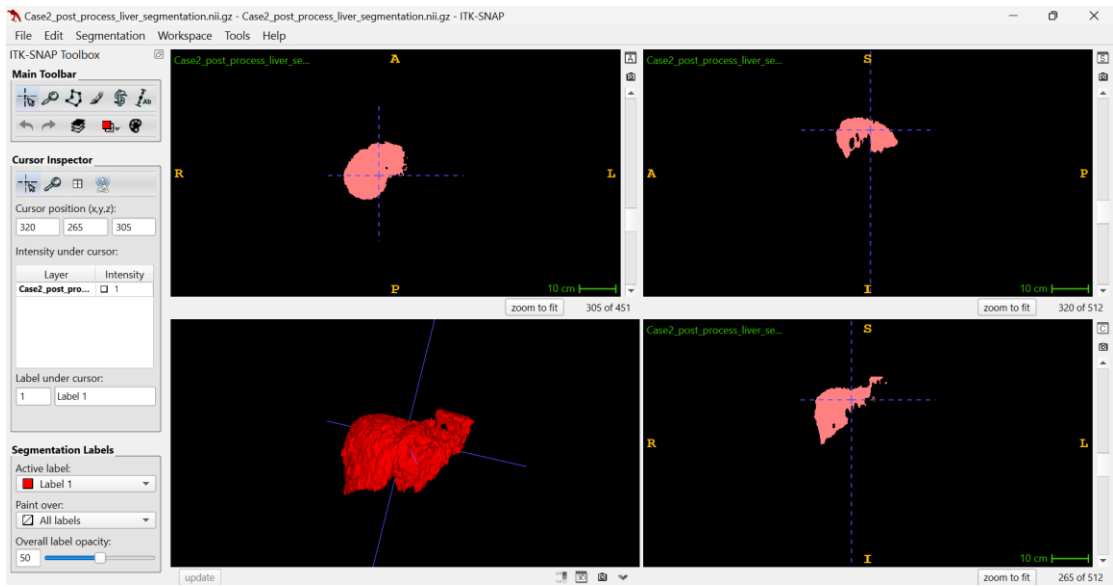 Case2_post_process_liver_segmentation.nii.gz - Case2_post_process_liver_segmentation.nii.gz - ITK-SNAP
File Edit Segmentation Workspace Tools Help
ITK-SNAP Toolbox
Main Toolbar
Ab
Cursor Inspector
Cursor position (x,y,z):
320 265 305
Intensity under cursor:
Layer Intensity
Case2_post_pro... 1
Label under cursor:
1 Label 1
Segmentation Labels
Active label:
Label 1
Paint over:
All labels
Overall label opacity:
50
Case2_post_process_liver_se...
A
R
L
P
10 cm
A
zoom to fit 305 of 451
Case2_post_process_liver_se...
S
A
P
I
10 cm
S
zoom to fit 320 of 512
update
3D
Case2_post_process_liver_se...
S
R
L
I
10 cm
C
zoom to fit 265 of 512